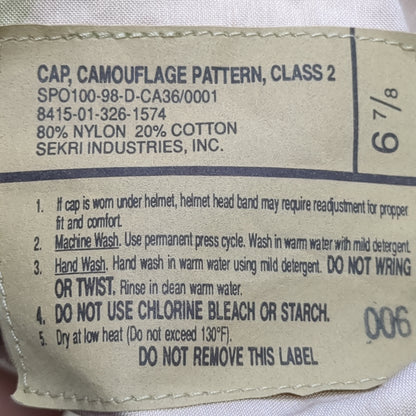 CAP, CAMOUFLAGE PATTERN, CLASS 2
SPO100-98-D-CA36/0001
8415-01-326-1574
80% NYLON 20% COTTON
SEKRI INDUSTRIES, INC.
6 7/8
1. If cap is worn under helmet, helmet head band may require readjustment for propper
fit and comfort.
2. Machine Wash. Use permanent press cycle. Wash in warm water with mild detergent.
3. Hand Wash. Hand wash in warm water using mild detergent. DO NOT WRING
OR TWIST. Rinse in clean warm water.
4. DO NOT USE CHLORINE BLEACH OR STARCH.
5. Dry at low heat (Do not exceed 130°F).
DO NOT REMOVE THIS LABEL
006